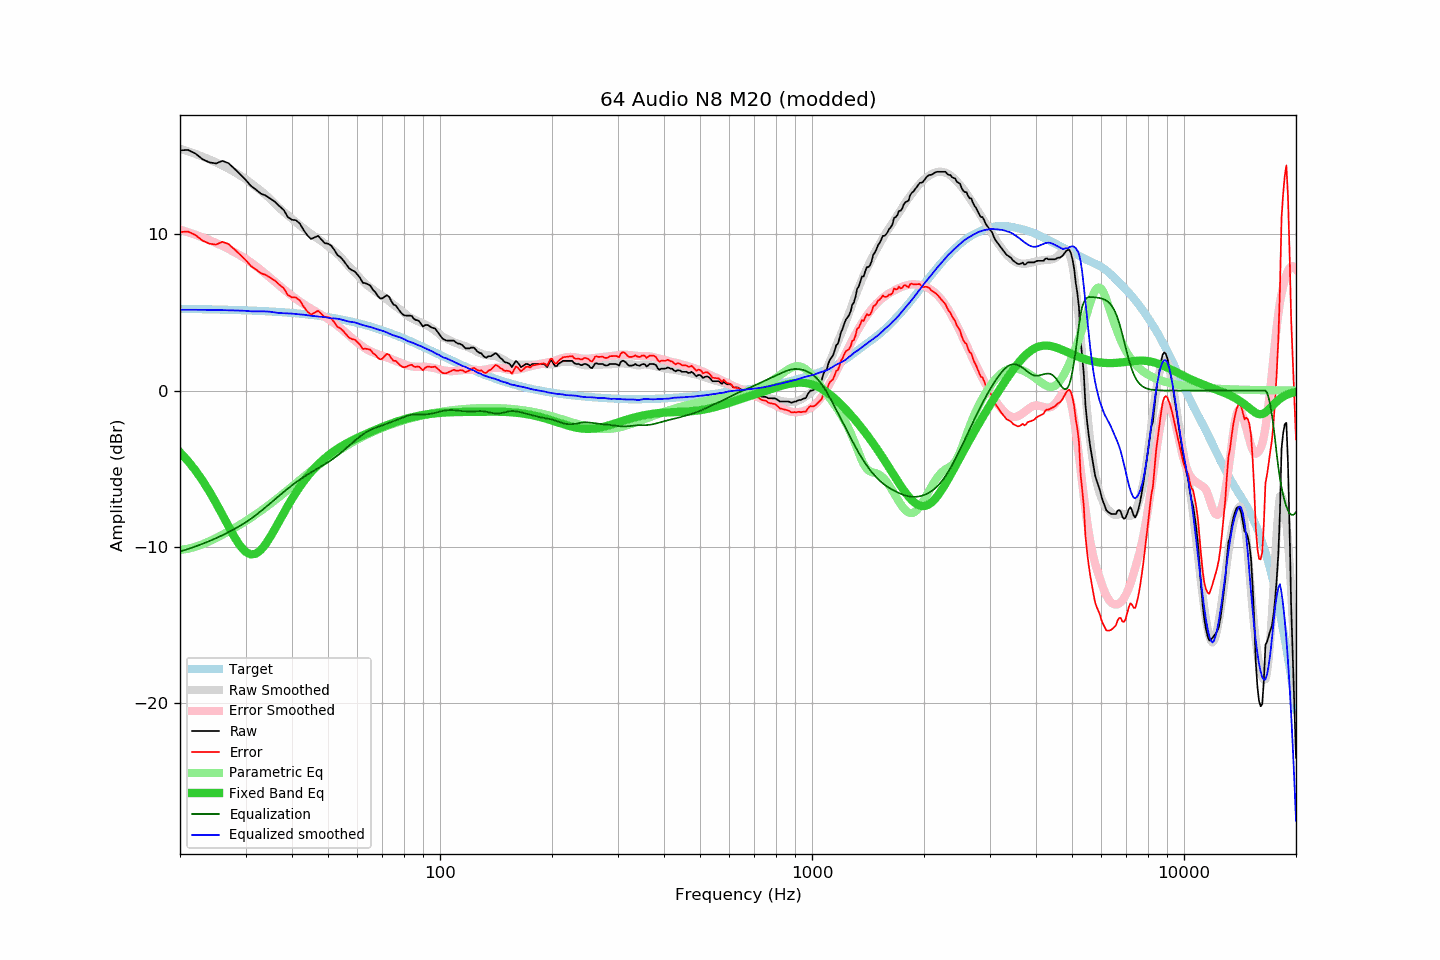 64 Audio N8 M20 (modded)
Amplitude (dBr)
10
0
−10
−20
Target
Raw Smoothed
Error Smoothed
Raw
Error
Parametric Eq
Fixed Band Eq
Equalization
Equalized smoothed
100
1000
10000
Frequency (Hz)